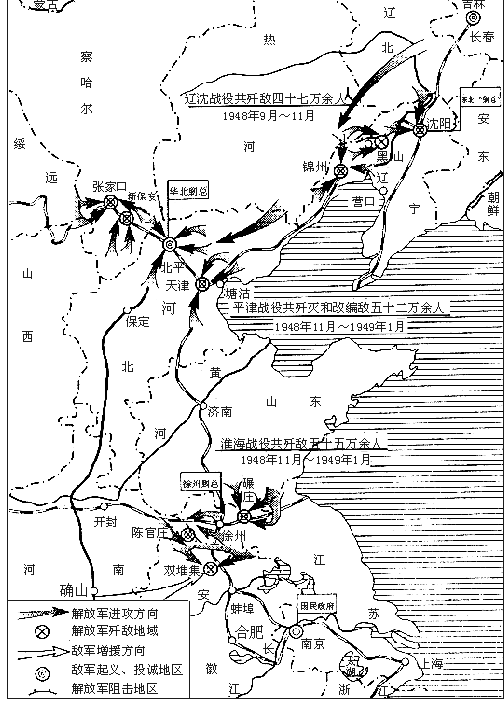 蒙古
吉林
长春
辽
北
热
察
哈
尔
辽沈战役共歼敌四十七万余人
1948年9月～11月
东北"剿总
沈阳
安
东
绥
远
河
黑山
锦州
辽
宁
营口
朝
鲜
张家口
新保安
华北剿总
北平
天津
塘沽
山
西
河
北
保定
平津战役共歼灭和改编敌五十二万余人
1948年11月～1949年1月
黄
河
济南
山东
淮海战役共歼敌五十五万余人
1948年11月～1949年1月
徐州剿总
碾
庄
开封
陈官庄
徐州
河南
双堆集
确山
安
徽
江
苏
蚌埠
国民政府
合肥
长
江
南京
太
湖
上海
浙江
解放军进攻方向
解放军歼敌地域
敌军增援方向
敌军起义、投诚地区
解放军阻击地区